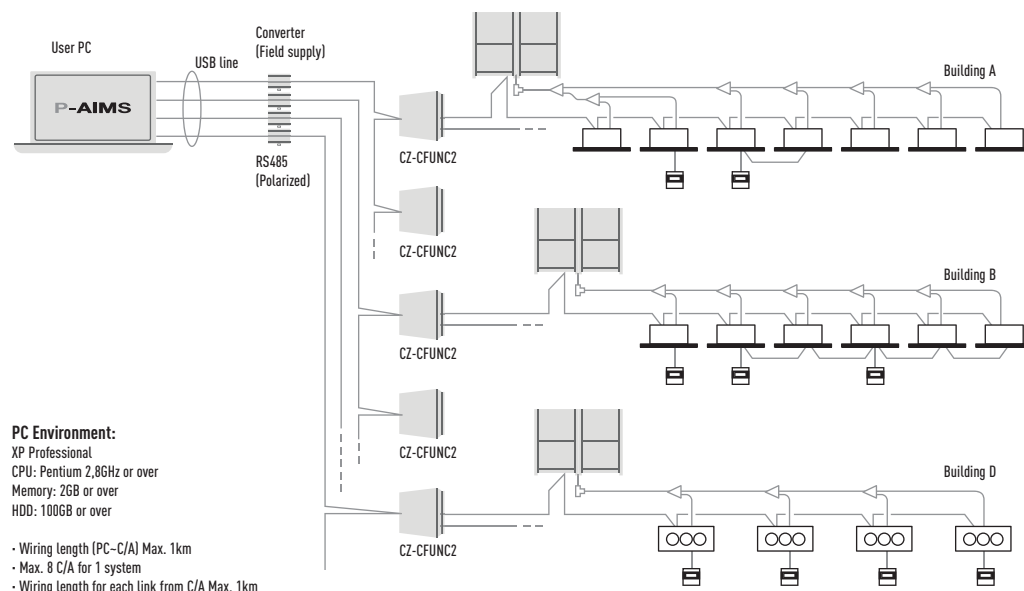 User PC
P-AIMS
USB line
Converter
(Field supply)
RS485
(Polarized)
CZ-CFUNC2
CZ-CFUNC2
CZ-CFUNC2
CZ-CFUNC2
CZ-CFUNC2
Building A
Building B
Building D
PC Environment:
XP Professional
CPU: Pentium 2,8GHz or over
Memory: 2GB or over
HDD: 100GB or over
· Wiring length (PC~C/A) Max. 1km
· Max. 8 C/A for 1 system
· Wiring length for each link from C/A Max. 1km